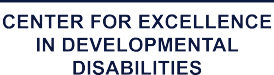 CENTER FOR EXCELLENCE
IN DEVELOPMENTAL
DISABILITIES